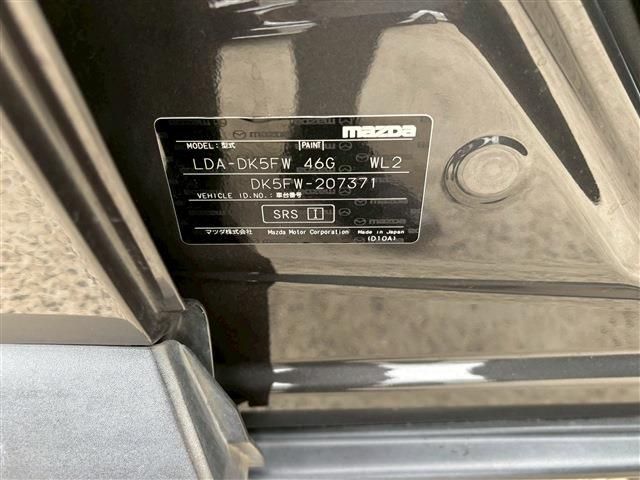 mazda
MODEL: 型式 PAINT
LDA-DK5FW 46G WL2
DK5FW-207371
VEHICLE ID.NO.: 車台番号
SRS I
マツダ株式会社 Mazda Motor Corporation Made in Japan
(D10A)